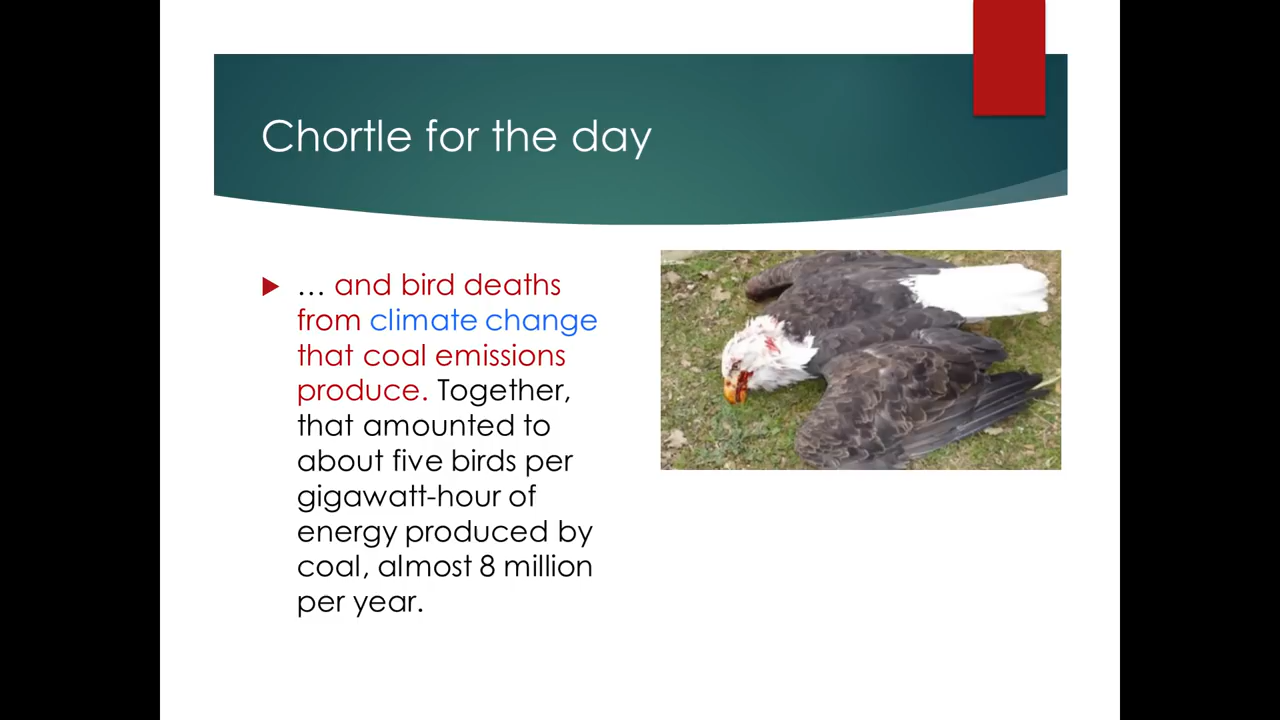 Chortle for the day
… and bird deaths
from climate change
that coal emissions
produce. Together,
that amounted to
about five birds per
gigawatt-hour of
energy produced by
coal, almost 8 million
per year.